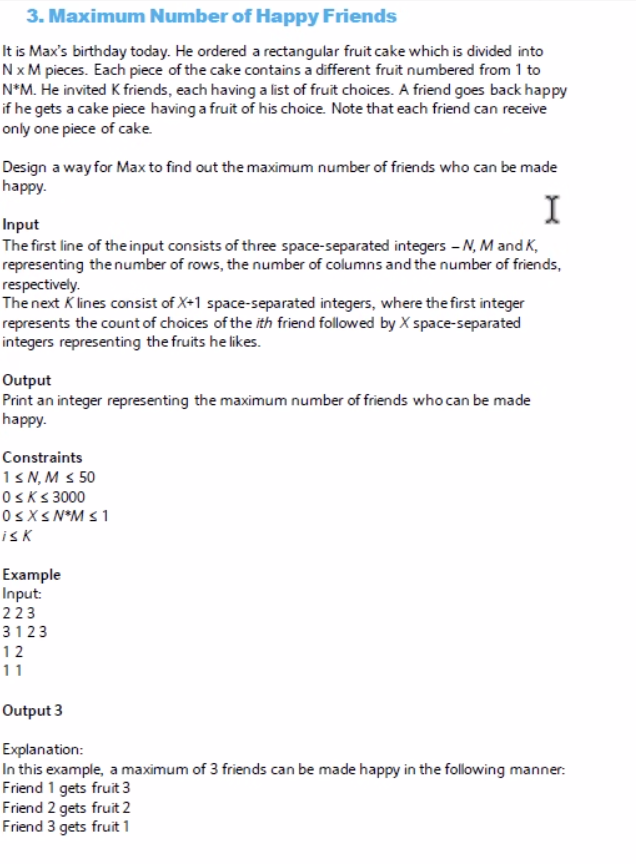 3. Maximum Number of Happy Friends
It is Max's birthday today. He ordered a rectangular fruit cake which is divided into
N x M pieces. Each piece of the cake contains a different fruit numbered from 1 to
N*M. He invited K friends, each having a list of fruit choices. A friend goes back happy
if he gets a cake piece having a fruit of his choice. Note that each friend can receive
only one piece of cake.
Design a way for Max to find out the maximum number of friends who can be made
happy.
Input
The first line of the input consists of three space-separated integers – N, M and K,
representing the number of rows, the number of columns and the number of friends,
respectively.
The next K lines consist of X+1 space-separated integers, where the first integer
represents the count of choices of the ith friend followed by X space-separated
integers representing the fruits he likes.
Output
Print an integer representing the maximum number of friends who can be made
happy.
Constraints
1 ≤ N, M ≤ 50
0 ≤ K ≤ 3000
0 ≤ X ≤ N*M ≤ 1
i ≤ K
Example
Input:
2 2 3
3 1 2 3
1 2
1 1
Output 3
Explanation:
In this example, a maximum of 3 friends can be made happy in the following manner:
Friend 1 gets fruit 3
Friend 2 gets fruit 2
Friend 3 gets fruit 1